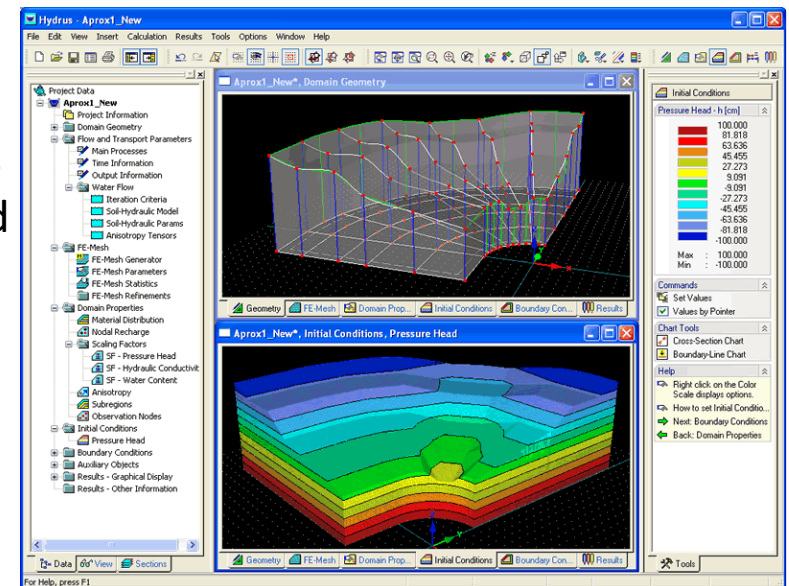 Hydrus - Aprox1_New
File Edit View Insert Calculation Results Tools Options Window Help
Project Data
Aprox1_New
Project Information
Domain Geometry
Flow and Transport Parameters
Main Processes
Time Information
Output Information
Water Flow
Iteration Criteria
Soil-Hydraulic Model
Soil-Hydraulic Params
Anisotropy Tensors
FE-Mesh
FE-Mesh Generator
FE-Mesh Parameters
FE-Mesh Statistics
FE-Mesh Refinements
Domain Properties
Material Distribution
Nodal Recharge
Scaling Factors
SF - Pressure Head
SF - Hydraulic Conductivit
SF - Water Content
Anisotropy
Subregions
Observation Nodes
Initial Conditions
Pressure Head
Boundary Conditions
Auxiliary Objects
Results - Graphical Display
Results - Other Information
Data View Sections
For Help, press F1
Aprox1_New*, Domain Geometry
Geometry FE-Mesh Domain Prop... Initial Conditions Boundary Con... Results
Aprox1_New*, Initial Conditions, Pressure Head
Geometry FE-Mesh Domain Prop... Initial Conditions Boundary Con... Results
Initial Conditions
Pressure Head - h [cm]
100.000
81.818
63.636
45.455
27.273
9.091
-9.091
-27.273
-45.455
-63.636
-81.818
-100.000
Max : 100.000
Min : -100.000
Commands
Set Values
Values by Pointer
Chart Tools
Cross-Section Chart
Boundary-Line Chart
Help
Right click on the Color
Scale displays options.
How to set Initial Conditio...
Next: Boundary Conditions
Back: Domain Properties
Tools